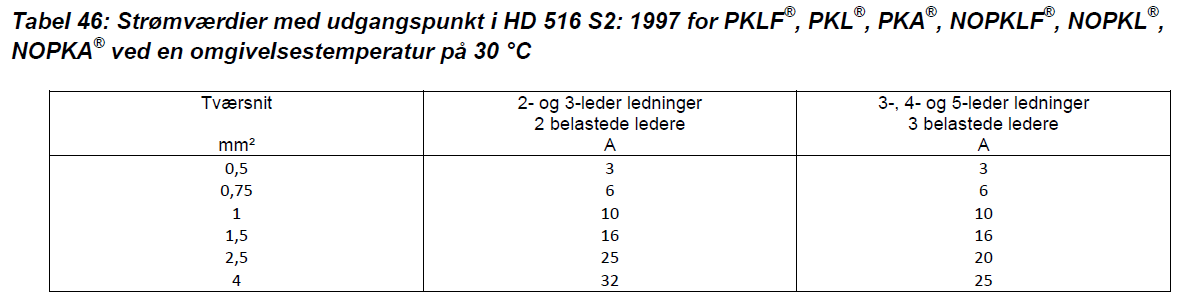 Tabel 46: Strømværdier med udgangspunkt i HD 516 S2: 1997 for PKLF®, PKL®, PKA®, NOPKLF®, NOPKL®,
NOPKA® ved en omgivelsestemperatur på 30 °C
Tværsnit 2- og 3-leder ledninger 3-, 4- og 5-leder ledninger
2 belastede ledere 3 belastede ledere
mm² A A
0,5 3 3
0,75 6 6
1 10 10
1,5 16 16
2,5 25 20
4 32 25